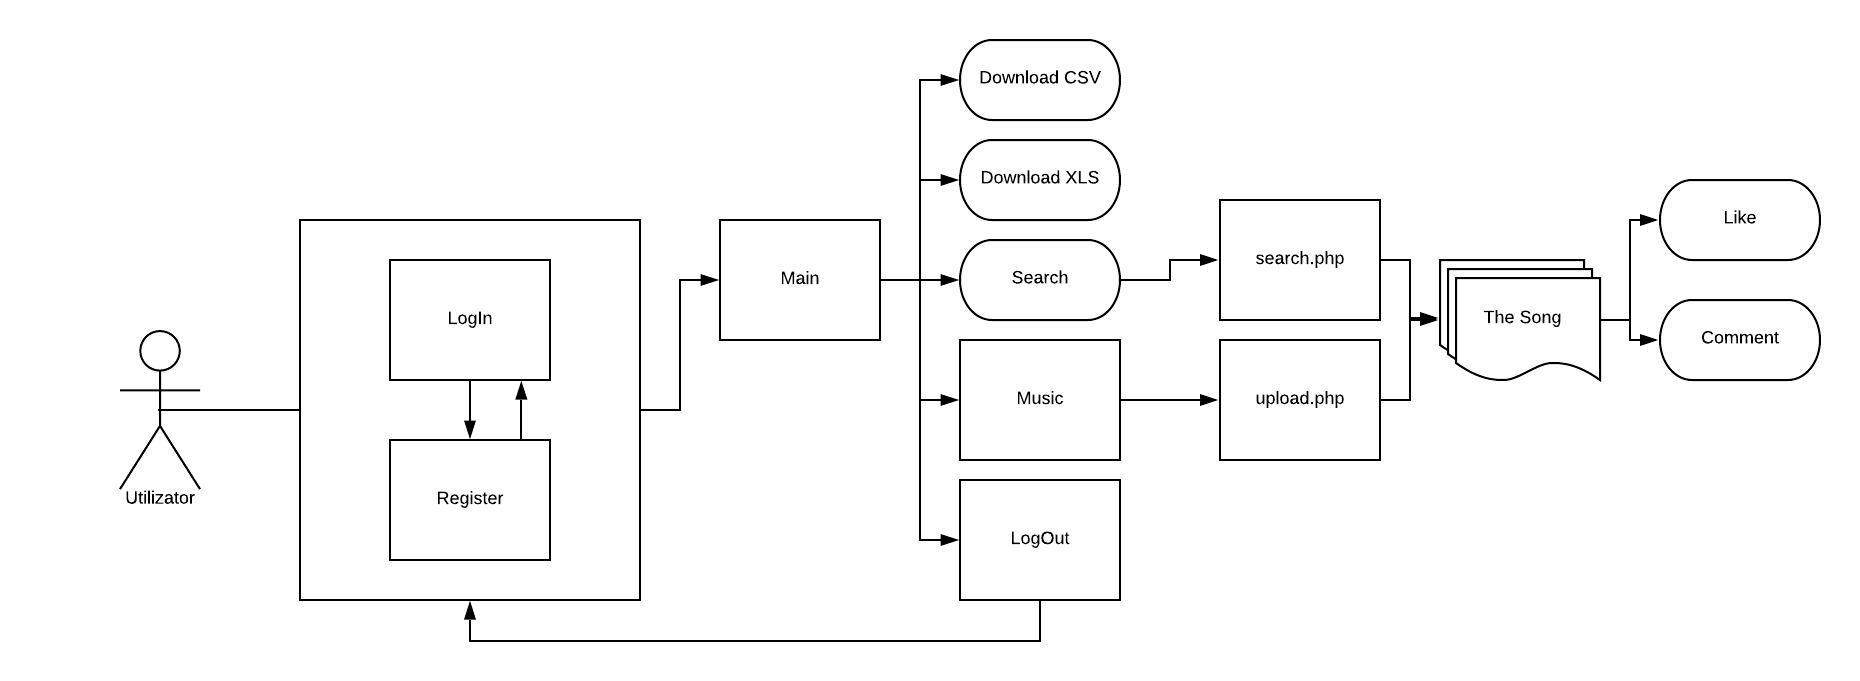 Utilizator
LogIn
Register
Main
Download CSV
Download XLS
Search
Music
LogOut
search.php
upload.php
The Song
Like
Comment